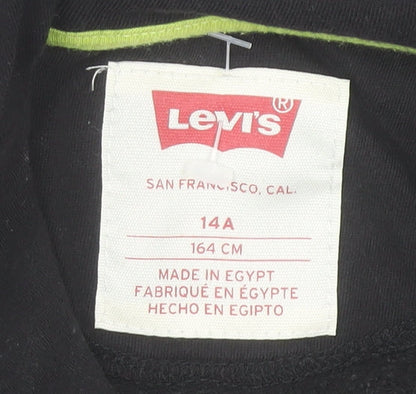 LEVI'S®
SAN FRANCISCO, CAL.
14A
164 CM
MADE IN EGYPT
FABRIQUÉ EN ÉGYPTE
HECHO EN EGIPTO